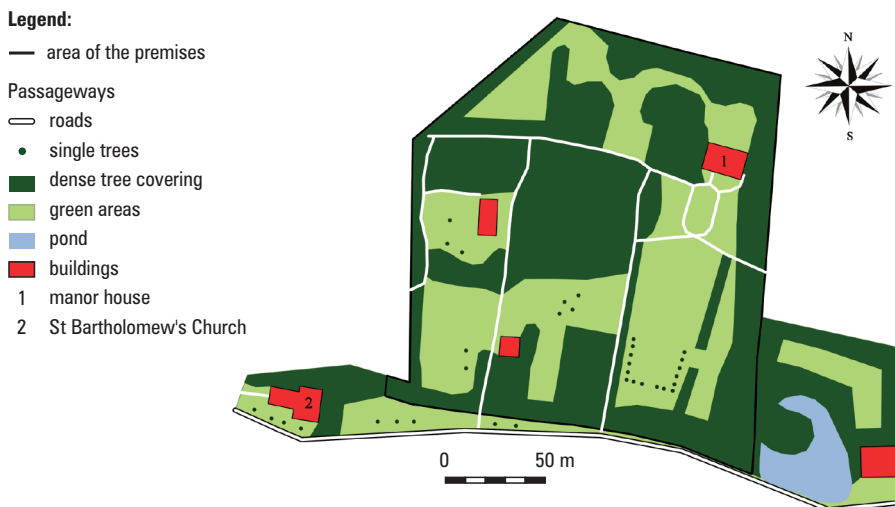 Legend:
area of the premises
Passageways
roads
single trees
dense tree covering
green areas
pond
buildings
1 manor house
2 St Bartholomew's Church
N
S
1
2
0 50 m